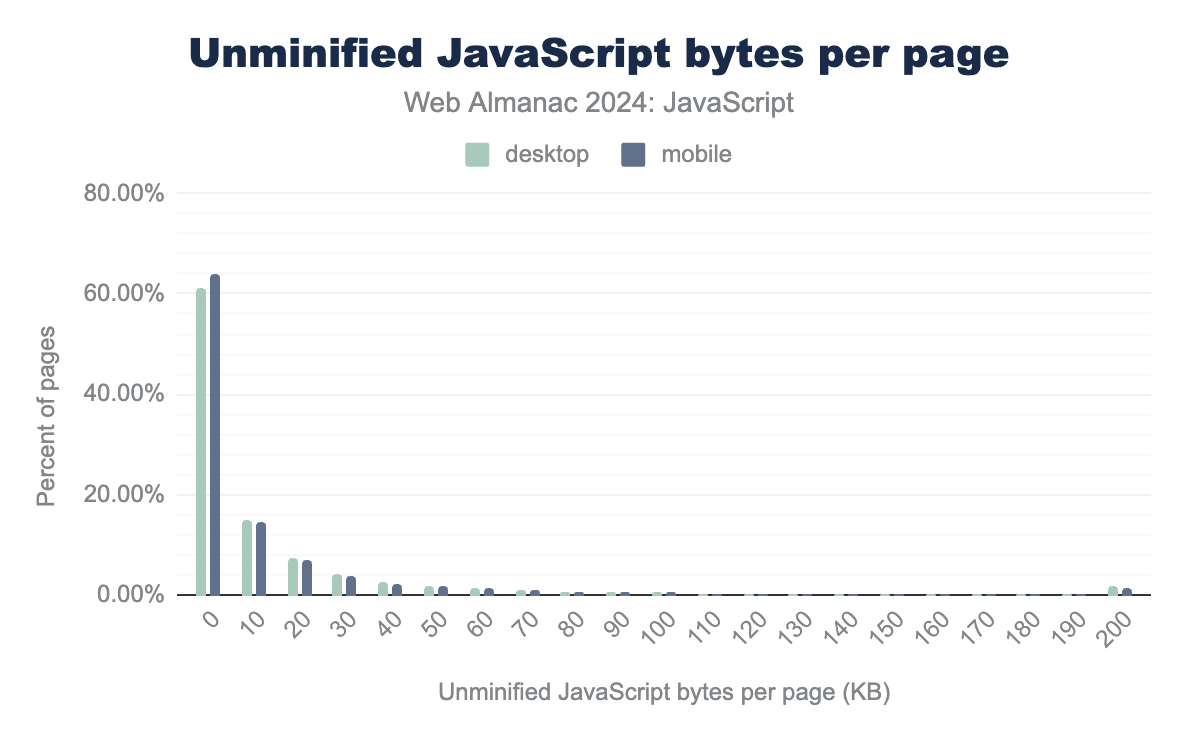 Unminified JavaScript bytes per page
Web Almanac 2024: JavaScript
desktop mobile
80.00%
60.00%
40.00%
20.00%
0.00%
Percent of pages
0 10 20 30 40 50 60 70 80 90 100 110 120 130 140 150 160 170 180 190 200
Unminified JavaScript bytes per page (KB)